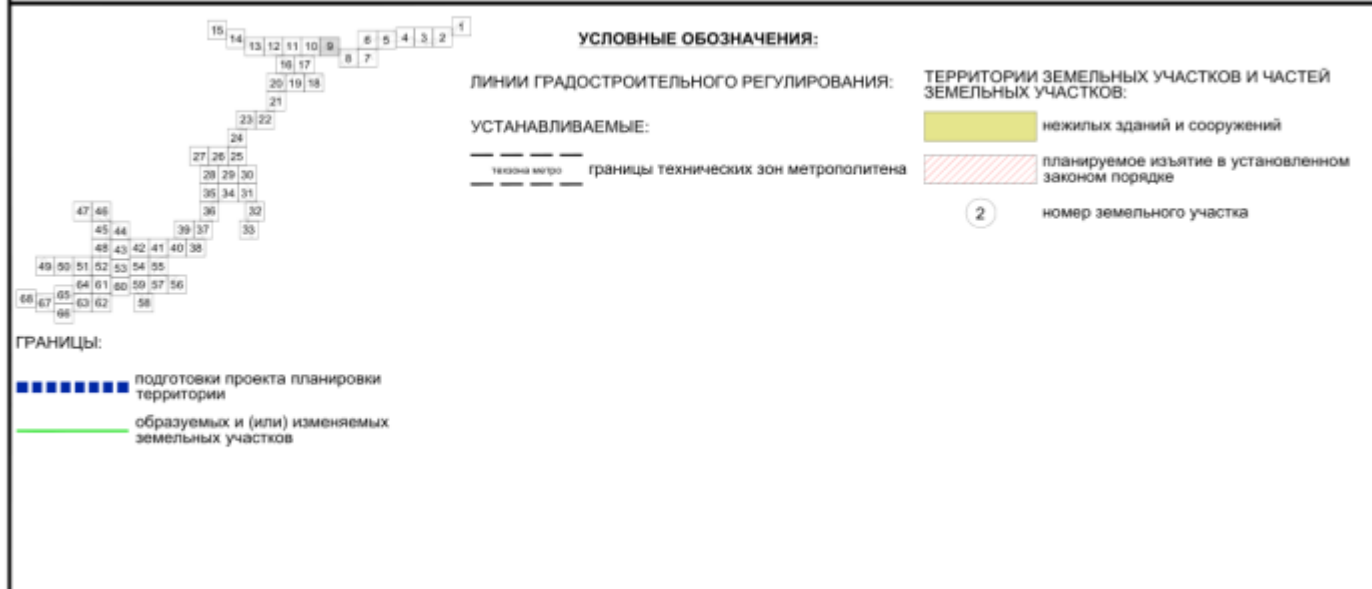 1
15
14
13 12 11 10 9
6 5 4 3 2
8 7
16 17
20 19 18
21
23 22
24
27 26 25
28 29 30
35 34 31
36 32
47 46
45 44 39 37 33
48 43 42 41 40 38
49 50 51 52 53 54 55
64 61 60 59 57 56
68 67 65 63 62 58
66
ГРАНИЦЫ:
подготовки проекта планировки
территории
образуемых и (или) изменяемых
земельных участков
УСЛОВНЫЕ ОБОЗНАЧЕНИЯ:
ЛИНИИ ГРАДОСТРОИТЕЛЬНОГО РЕГУЛИРОВАНИЯ:
УСТАНАВЛИВАЕМЫЕ:
техзона метро границы технических зон метрополитена
ТЕРРИТОРИИ ЗЕМЕЛЬНЫХ УЧАСТКОВ И ЧАСТЕЙ
ЗЕМЕЛЬНЫХ УЧАСТКОВ:
нежилых зданий и сооружений
планируемое изъятие в установленном
законом порядке
2 номер земельного участка